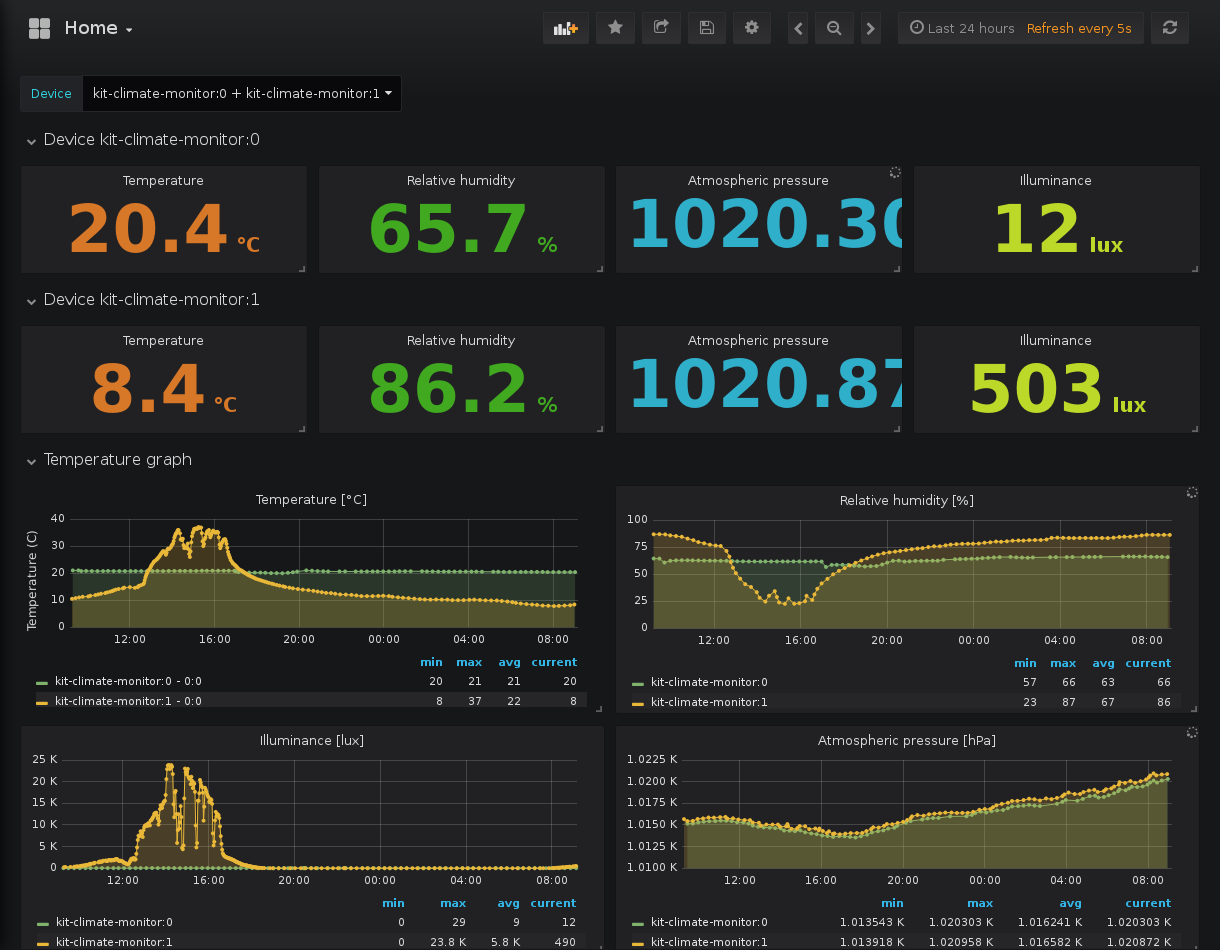 Home
Last 24 hours Refresh every 5s
Device kit-climate-monitor:0 + kit-climate-monitor:1
Device kit-climate-monitor:0
Temperature Relative humidity Atmospheric pressure Illuminance
20.4 °C 65.7 % 1020.30 12 lux
Device kit-climate-monitor:1
Temperature Relative humidity Atmospheric pressure Illuminance
8.4 °C 86.2 % 1020.87 503 lux
Temperature graph
Temperature [°C]
Temperature (C)
40
30
20
10
0
12:00 16:00 20:00 00:00 04:00 08:00
min max avg current
kit-climate-monitor:0 - 0:0 20 21 21 20
kit-climate-monitor:1 - 0:0 8 37 22 8
Relative humidity [%]
100
75
50
25
0
12:00 16:00 20:00 00:00 04:00 08:00
min max avg current
kit-climate-monitor:0 57 66 63 66
kit-climate-monitor:1 23 87 67 86
Illuminance [lux]
25 K
20 K
15 K
10 K
5 K
0
12:00 16:00 20:00 00:00 04:00 08:00
min max avg current
kit-climate-monitor:0 0 29 9 12
kit-climate-monitor:1 0 23.8 K 5.8 K 490
Atmospheric pressure [hPa]
1.0225 K
1.0200 K
1.0175 K
1.0150 K
1.0125 K
1.0100 K
12:00 16:00 20:00 00:00 04:00 08:00
min max avg current
kit-climate-monitor:0 1.013543 K 1.020303 K 1.016241 K 1.020303 K
kit-climate-monitor:1 1.013918 K 1.020958 K 1.016582 K 1.020872 K